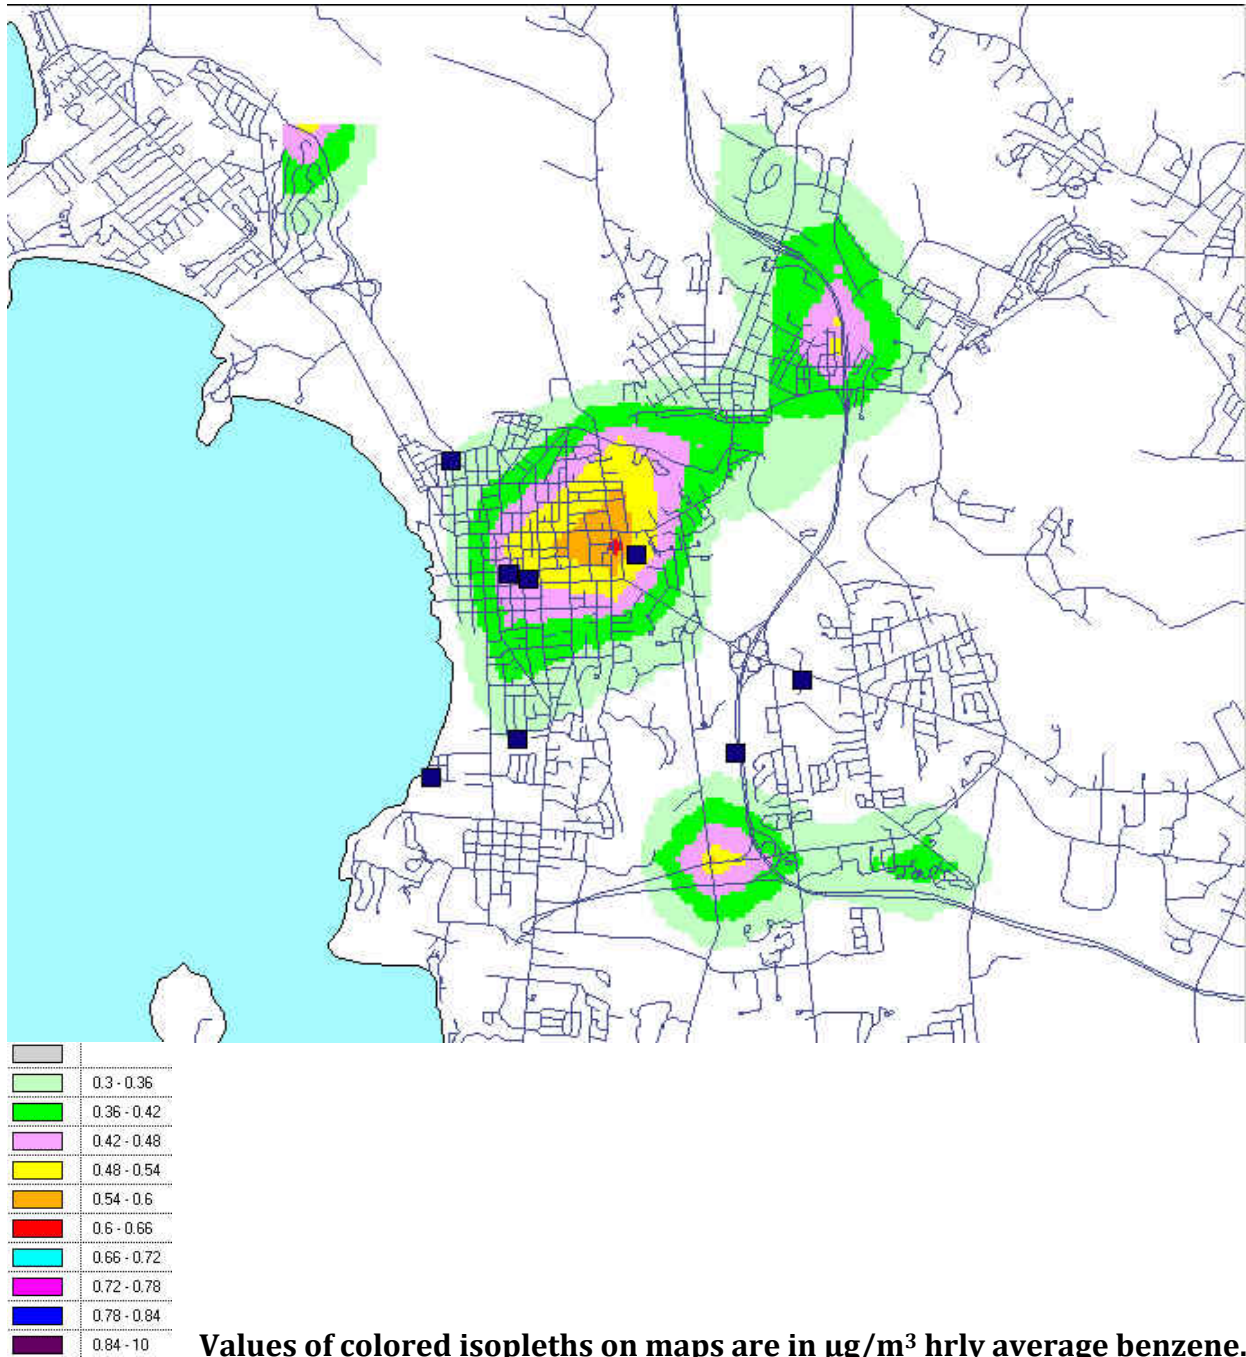 0.3 - 0.36
0.36 - 0.42
0.42 - 0.48
0.48 - 0.54
0.54 - 0.6
0.6 - 0.66
0.66 - 0.72
0.72 - 0.78
0.78 - 0.84
0.84 - 10
Values of colored isopleths on maps are in µg/m³ hrly average benzene.